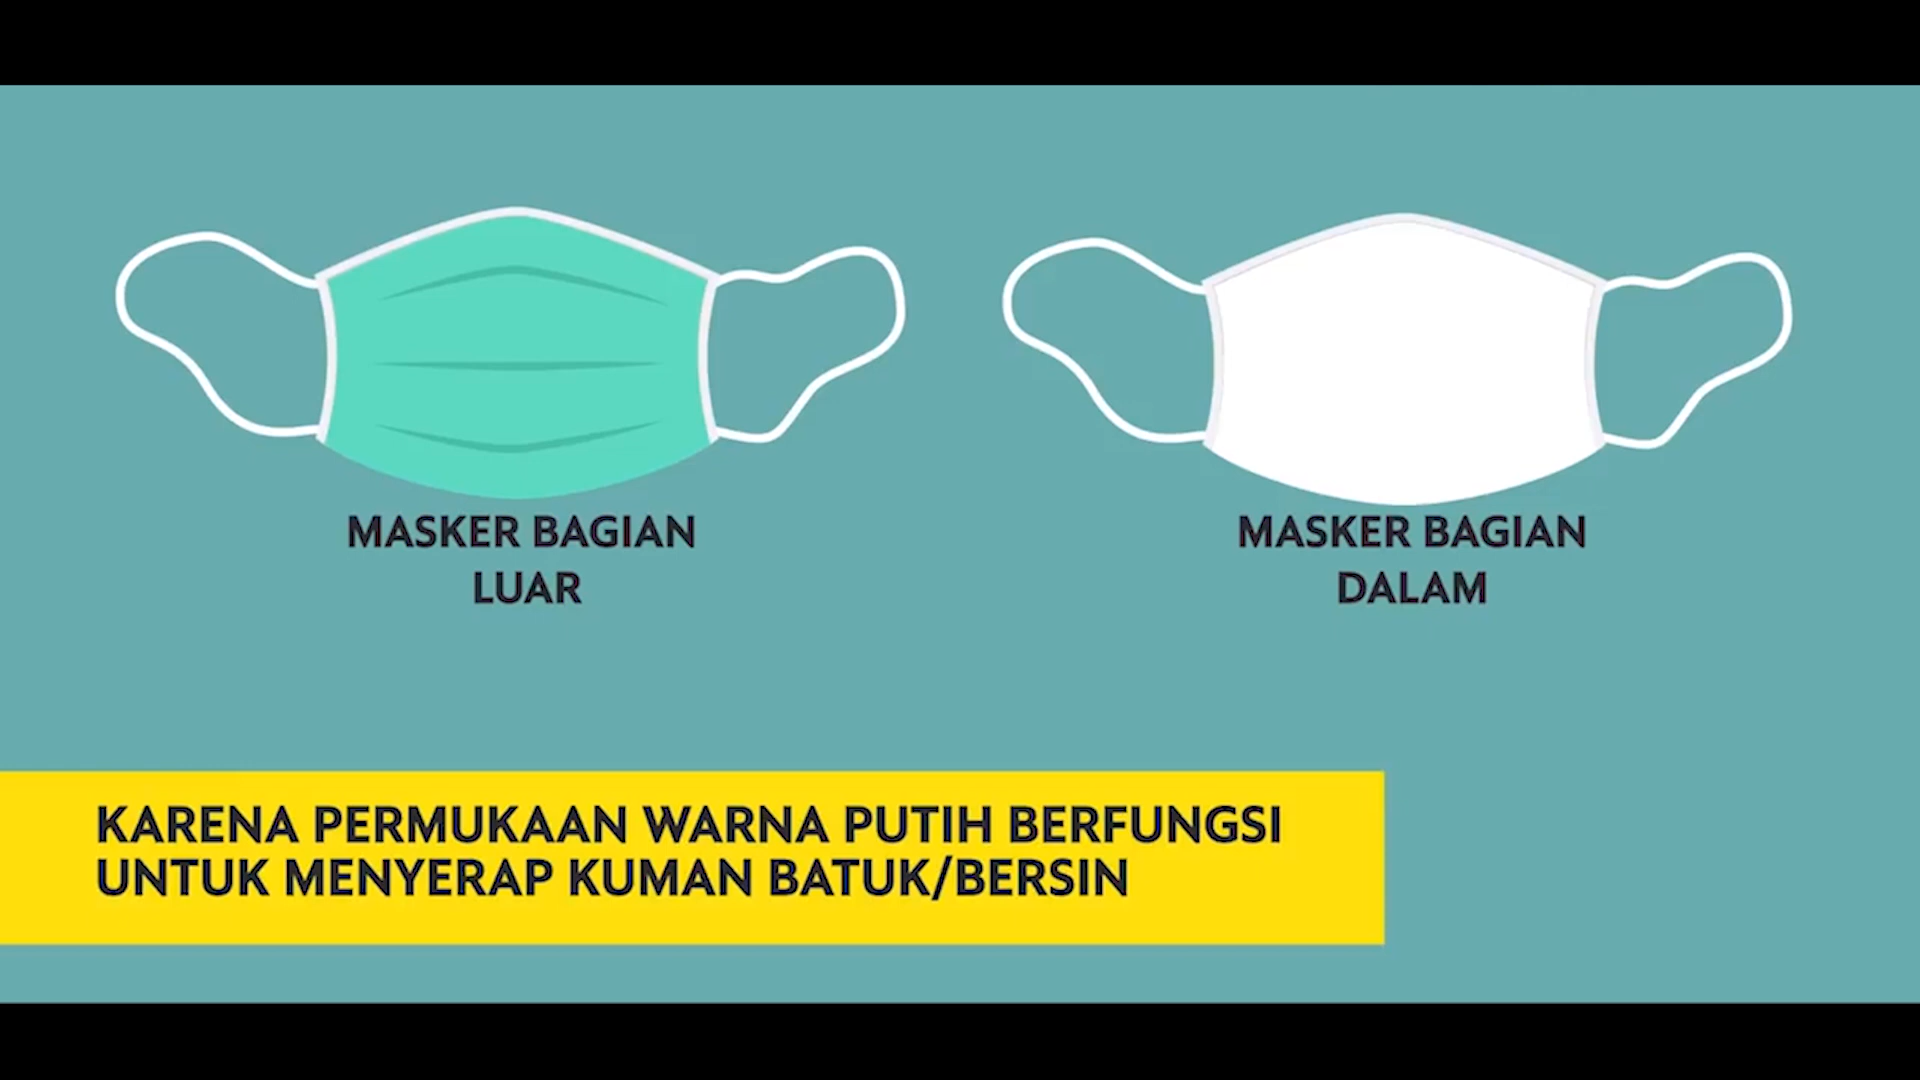 MASKER BAGIAN
LUAR
MASKER BAGIAN
DALAM
KARENA PERMUKAAN WARNA PUTIH BERFUNGSI
UNTUK MENYERAP KUMAN BATUK/BERSIN